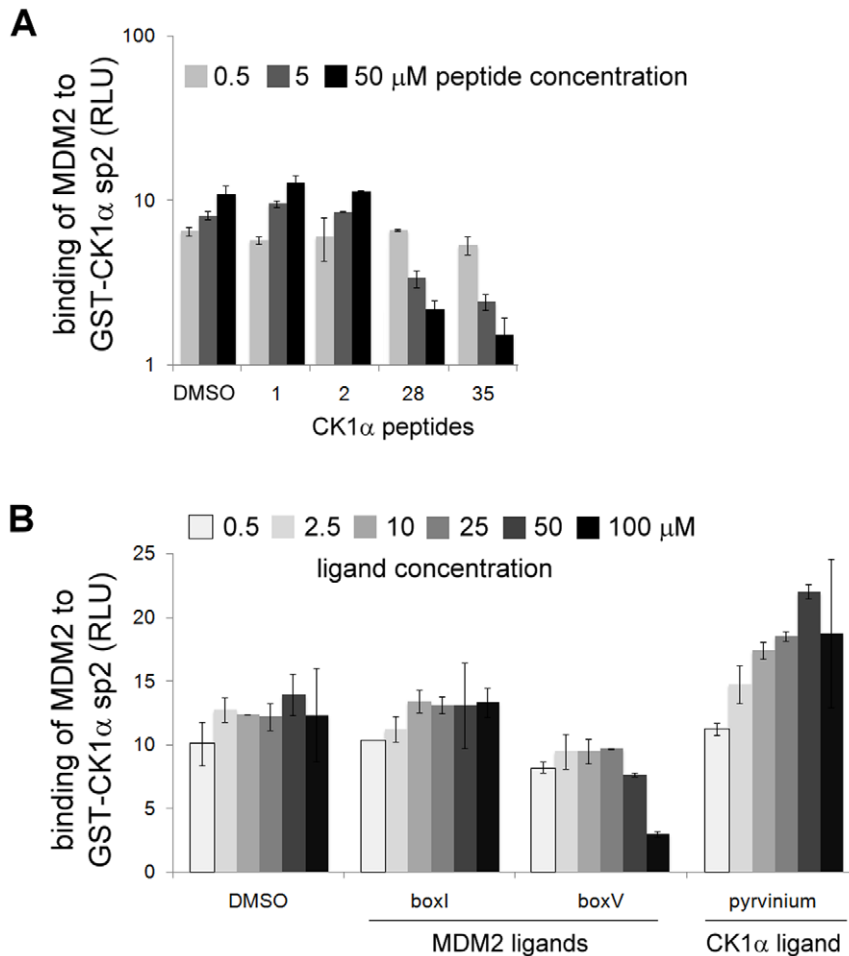 A
binding of MDM2 to
GST-CK1α sp2 (RLU)
100
10
1
0.5 5 50 μM peptide concentration
DMSO 1 2 28 35
CK1α peptides
B
binding of MDM2 to
GST-CK1α sp2 (RLU)
25
20
15
10
5
0
0.5 2.5 10 25 50 100 μM
ligand concentration
DMSO boxI boxV pyrvinium
MDM2 ligands CK1α ligand